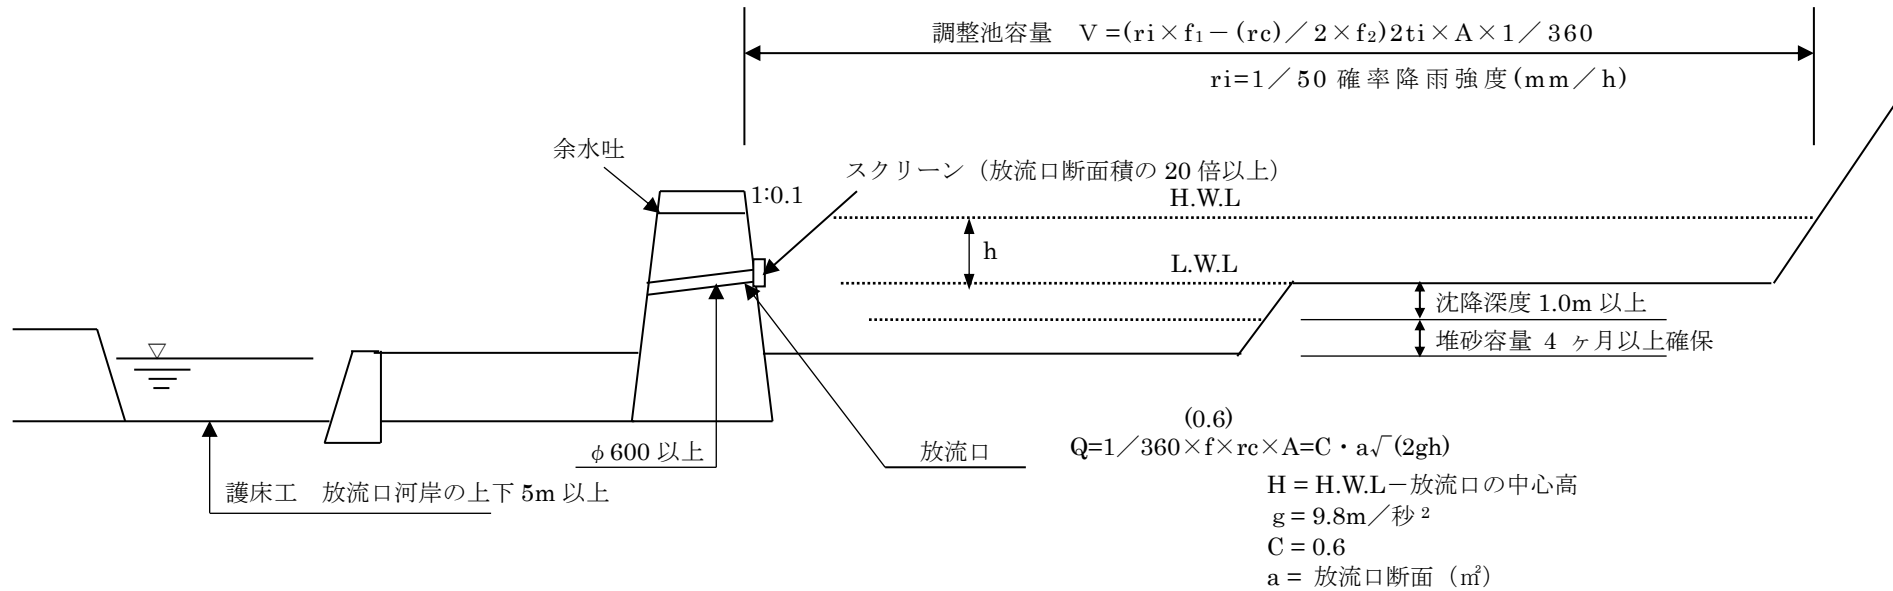 調整池容量　V =(ri×f₁－(rc)／2×f₂)2ti×A×1／360
ri=1／50 確率降雨強度(mm／h)
余水吐
スクリーン（放流口断面積の 20 倍以上）
1:0.1
H.W.L
h
L.W.L
沈降深度 1.0m 以上
堆砂容量 4 ヶ月以上確保
▽
(0.6)
Q=1／360×f×rc×A=C・a√(2gh)
φ600 以上
放流口
護床工　放流口河岸の上下 5m 以上
H = H.W.L－放流口の中心高
g = 9.8m／秒²
C = 0.6
a = 放流口断面（㎡）